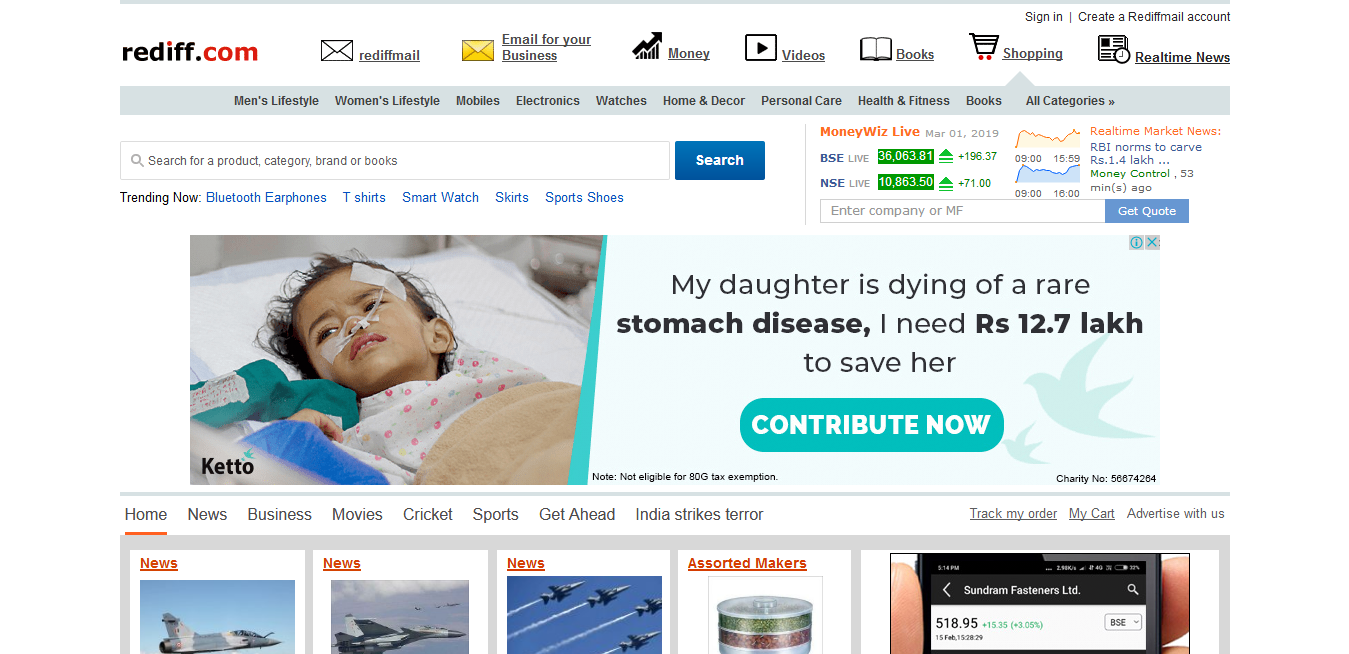 Sign in | Create a Rediffmail account
rediff.com
rediffmail
Email for your
Business
Money
Videos
Books
Shopping
Realtime News
Men's Lifestyle Women's Lifestyle Mobiles Electronics Watches Home & Decor Personal Care Health & Fitness Books All Categories »
Search for a product, category, brand or books
Search
Trending Now: Bluetooth Earphones T shirts Smart Watch Skirts Sports Shoes
MoneyWiz Live Mar 01, 2019
BSE LIVE 36,063.81 +196.37
NSE LIVE 10,863.50 +71.00
09:00 15:59
09:00 16:00
Realtime Market News:
RBI norms to carve
Rs.1.4 lakh ...
Money Control , 53
min(s) ago
Enter company or MF
Get Quote
My daughter is dying of a rare
stomach disease, I need Rs 12.7 lakh
to save her
CONTRIBUTE NOW
Ketto
Note: Not eligible for 80G tax exemption.
Charity No: 56674264
Home News Business Movies Cricket Sports Get Ahead India strikes terror
Track my order My Cart Advertise with us
News
News
News
Assorted Makers
5:14 PM
... 2.98K/s 4G 33%
Sundram Fasteners Ltd.
518.95 +15.35 (+3.05%)
BSE
15 Feb,15:28:29